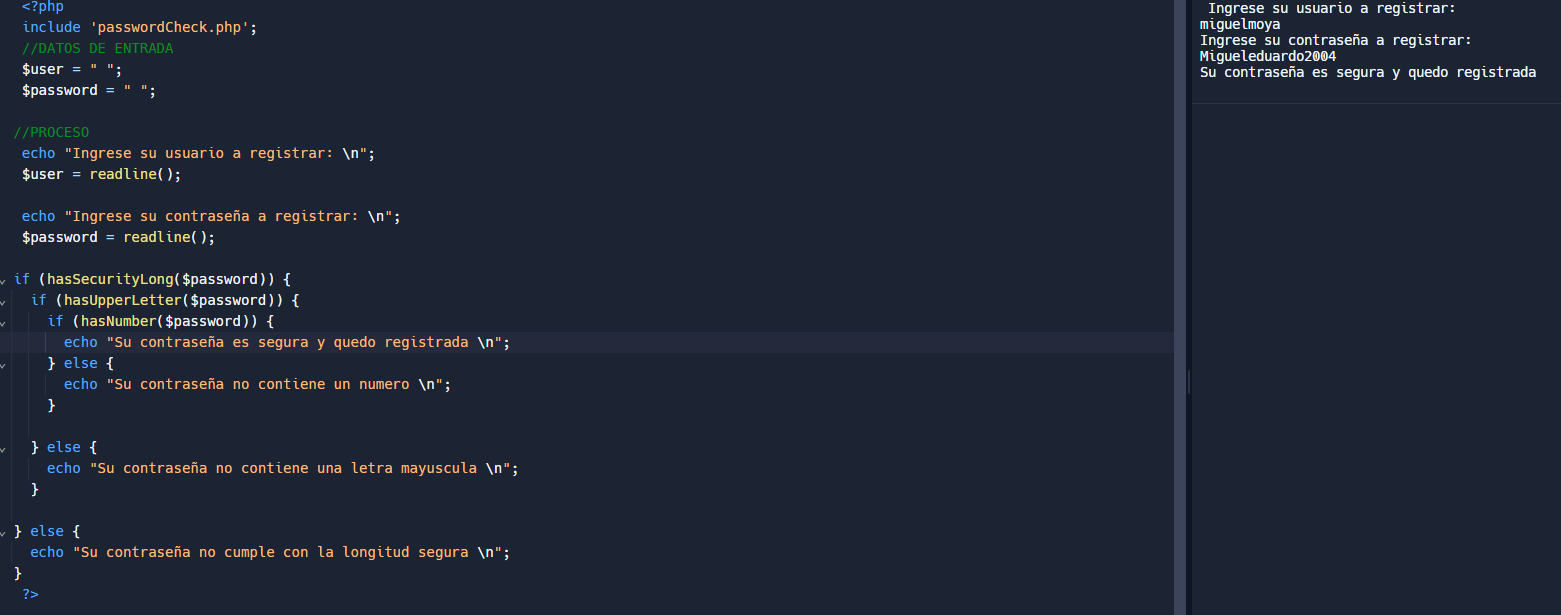 <?php
include 'passwordCheck.php';
//DATOS DE ENTRADA
$user = " ";
$password = " ";
//PROCESO
echo "Ingrese su usuario a registrar: \n";
$user = readline();
echo "Ingrese su contraseña a registrar: \n";
$password = readline();
if (hasSecurityLong($password)) {
if (hasUpperLetter($password)) {
if (hasNumber($password)) {
echo "Su contraseña es segura y quedo registrada \n";
} else {
echo "Su contraseña no contiene un numero \n";
}
} else {
echo "Su contraseña no contiene una letra mayuscula \n";
}
} else {
echo "Su contraseña no cumple con la longitud segura \n";
}
?>
Ingrese su usuario a registrar:
miguelmoya
Ingrese su contraseña a registrar:
Migueleduardo2004
Su contraseña es segura y quedo registrada